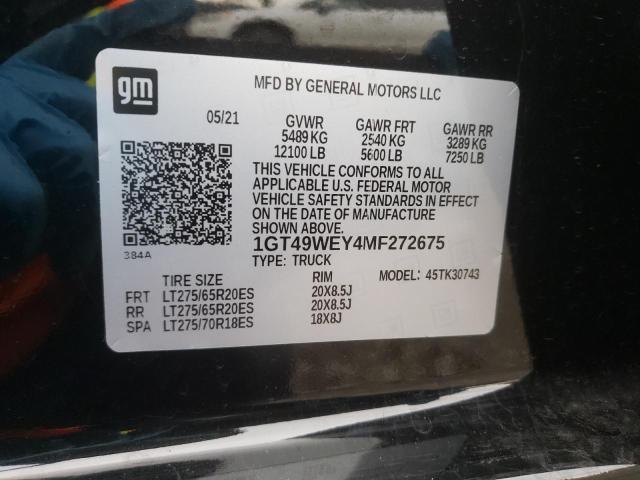 gm
MFD BY GENERAL MOTORS LLC
05/21 GVWR GAWR FRT GAWR RR
5489 KG 2540 KG 3289 KG
12100 LB 5600 LB 7250 LB
THIS VEHICLE CONFORMS TO ALL
APPLICABLE U.S. FEDERAL MOTOR
VEHICLE SAFETY STANDARDS IN EFFECT
ON THE DATE OF MANUFACTURE
SHOWN ABOVE.
384A
1GT49WEY4MF272675
TYPE: TRUCK MODEL: 45TK30743
TIRE SIZE RIM
FRT LT275/65R20ES 20X8.5J
RR LT275/65R20ES 20X8.5J
SPA LT275/70R18ES 18X8J